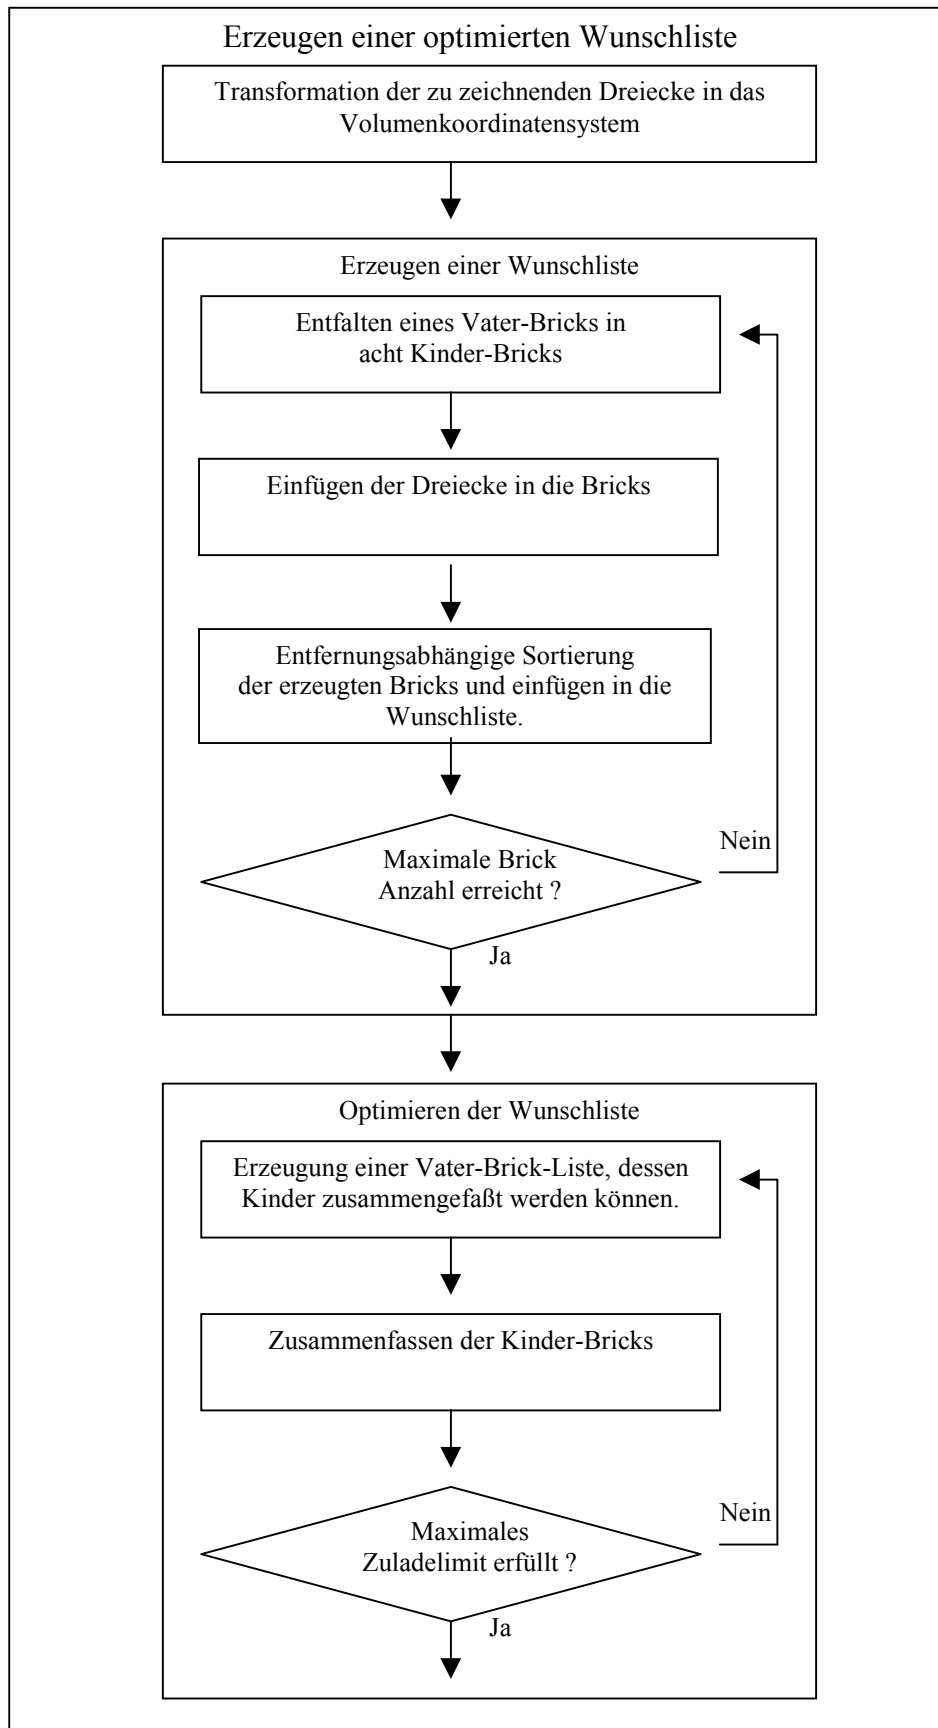 Erzeugen einer optimierten Wunschliste
Transformation der zu zeichnenden Dreiecke in das
Volumenkoordinatensystem
Erzeugen einer Wunschliste
Entfalten eines Vater-Bricks in
acht Kinder-Bricks
Einfügen der Dreiecke in die Bricks
Entfernungsabhängige Sortierung
der erzeugten Bricks und einfügen in die
Wunschliste.
Nein
Maximale Brick
Anzahl erreicht ?
Ja
Optimieren der Wunschliste
Erzeugung einer Vater-Brick-Liste, dessen
Kinder zusammengefaßt werden können.
Zusammenfassen der Kinder-Bricks
Nein
Maximales
Zuladelimit erfüllt ?
Ja